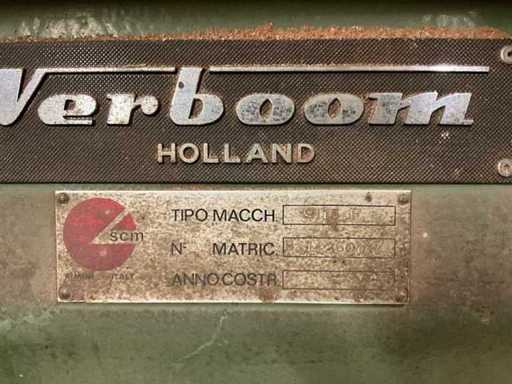 Verboom
HOLLAND
scm
TIPO MACCH.
N° MATRIC.
ANNO COSTR.